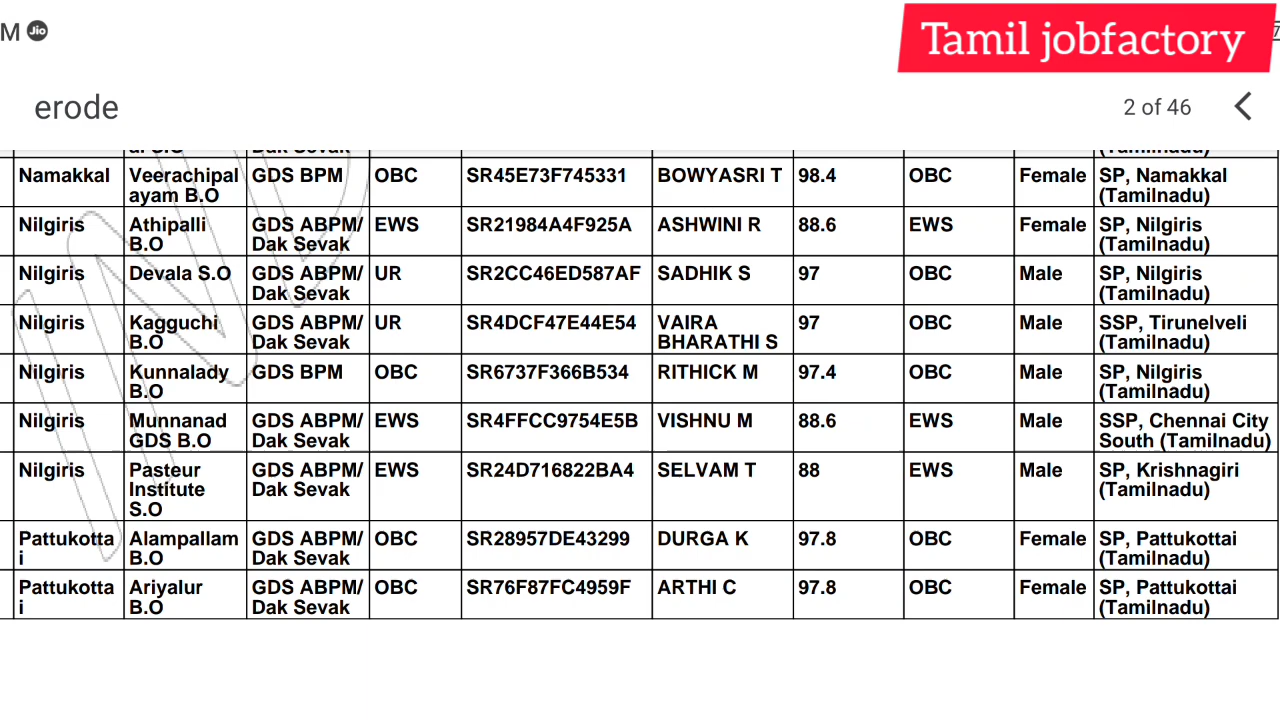 M Jio
Tamil jobfactory
erode
2 of 46
Namakkal Veerachipal GDS BPM OBC SR45E73F745331 BOWYASRI T 98.4 OBC Female SP, Namakkal
ayam B.O (Tamilnadu)
Nilgiris Athipalli GDS ABPM/ EWS SR21984A4F925A ASHWINI R 88.6 EWS Female SP, Nilgiris
B.O Dak Sevak (Tamilnadu)
Nilgiris Devala S.O GDS ABPM/ UR SR2CC46ED587AF SADHIK S 97 OBC Male SP, Nilgiris
Dak Sevak (Tamilnadu)
Nilgiris Kagguchi GDS ABPM/ UR SR4DCF47E44E54 VAIRA 97 OBC Male SSP, Tirunelveli
B.O Dak Sevak BHARATHI S (Tamilnadu)
Nilgiris Kunnalady GDS BPM OBC SR6737F366B534 RITHICK M 97.4 OBC Male SP, Nilgiris
B.O (Tamilnadu)
Nilgiris Munnanad GDS ABPM/ EWS SR4FFCC9754E5B VISHNU M 88.6 EWS Male SSP, Chennai City
GDS B.O Dak Sevak South (Tamilnadu)
Nilgiris Pasteur GDS ABPM/ EWS SR24D716822BA4 SELVAM T 88 EWS Male SP, Krishnagiri
Institute Dak Sevak (Tamilnadu)
S.O
Pattukotta Alampallam GDS ABPM/ OBC SR28957DE43299 DURGA K 97.8 OBC Female SP, Pattukottai
i B.O Dak Sevak (Tamilnadu)
Pattukotta Ariyalur GDS ABPM/ OBC SR76F87FC4959F ARTHI C 97.8 OBC Female SP, Pattukottai
i B.O Dak Sevak (Tamilnadu)